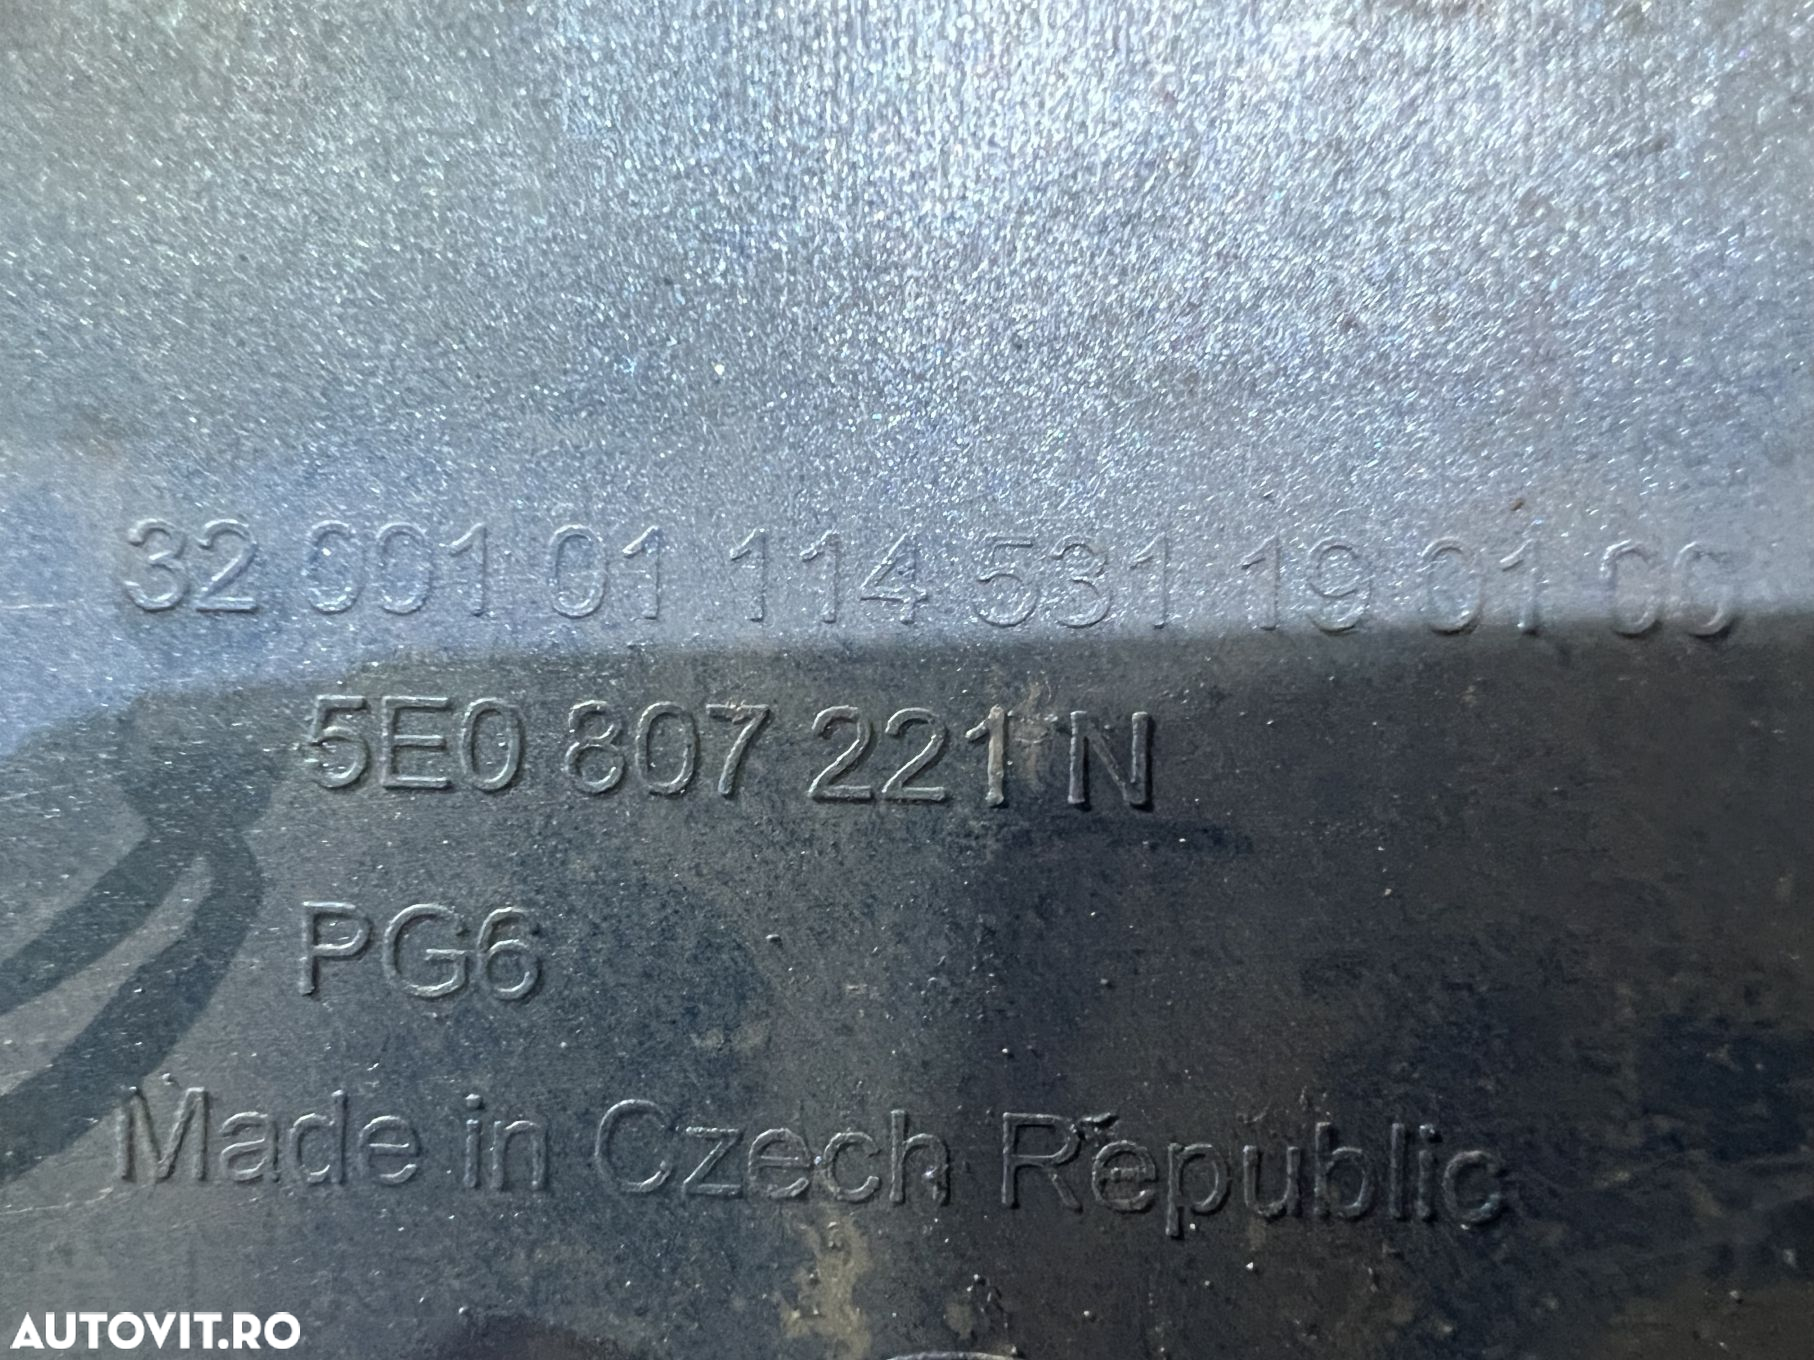 32 001 01 114 531 19 01 00
5E0 807 221 N
PG6
Made in Czech Republic
AUTOVIT.RO